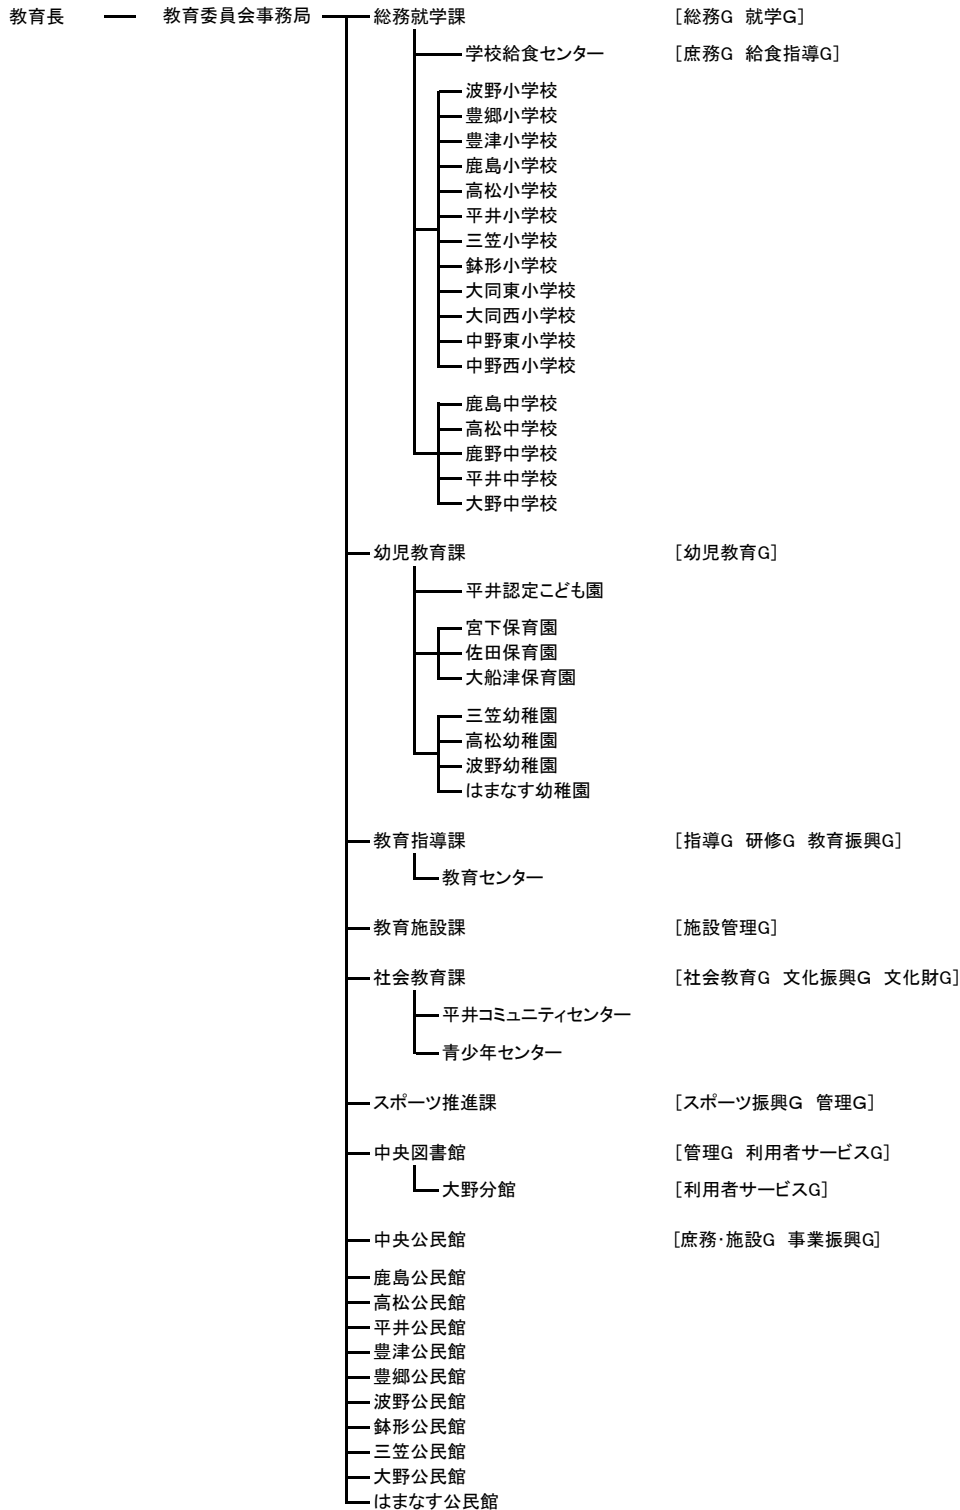 教育長 教育委員会事務局 総務就学課 [総務G 就学G]
学校給食センター [庶務G 給食指導G]
波野小学校
豊郷小学校
豊津小学校
鹿島小学校
高松小学校
平井小学校
三笠小学校
鉢形小学校
大同東小学校
大同西小学校
中野東小学校
中野西小学校
鹿島中学校
高松中学校
鹿野中学校
平井中学校
大野中学校
幼児教育課 [幼児教育G]
平井認定こども園
宮下保育園
佐田保育園
大船津保育園
三笠幼稚園
高松幼稚園
波野幼稚園
はまなす幼稚園
教育指導課 [指導G 研修G 教育振興G]
教育センター
教育施設課 [施設管理G]
社会教育課 [社会教育G 文化振興G 文化財G]
平井コミュニティセンター
青少年センター
スポーツ推進課 [スポーツ振興G 管理G]
中央図書館 [管理G 利用者サービスG]
大野分館 [利用者サービスG]
中央公民館 [庶務・施設G 事業振興G]
鹿島公民館
高松公民館
平井公民館
豊津公民館
豊郷公民館
波野公民館
鉢形公民館
三笠公民館
大野公民館
はまなす公民館